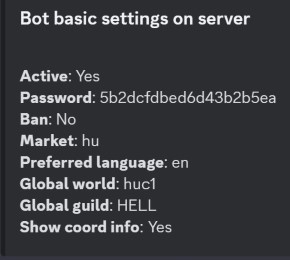 Bot basic settings on server
Active: Yes
Password: 5b2dcfdbed6d43b2b5ea
Ban: No
Market: hu
Preferred language: en
Global world: huc1
Global guild: HELL
Show coord info: Yes